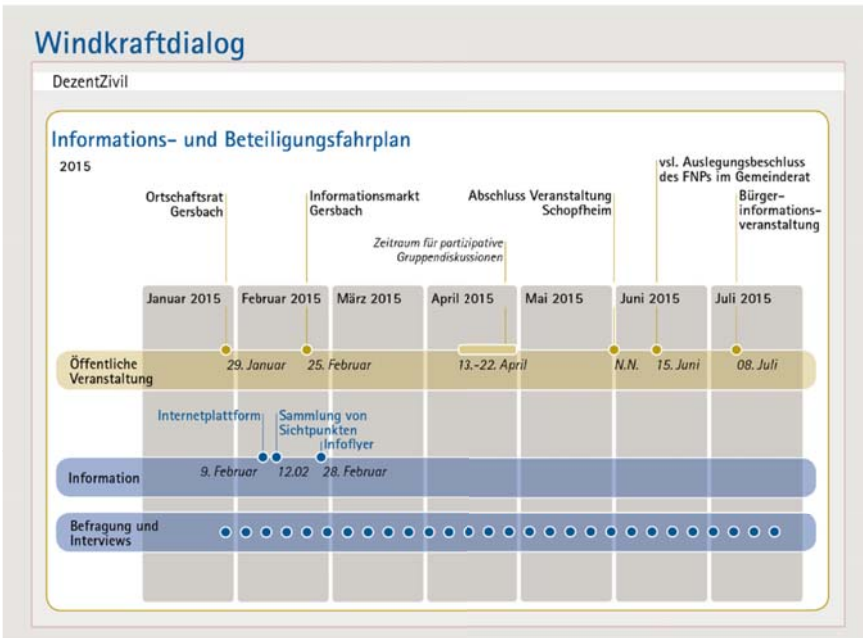 Windkraftdialog
DezentZivil
Informations- und Beteiligungsfahrplan
2015
Ortschaftsrat
Gersbach
Informationsmarkt
Gersbach
Zeitraum für partizipative
Gruppendiskussionen
Abschluss Veranstaltung
Schopfheim
vsl. Auslegungsbeschluss
des FNPs im Gemeinderat
Bürger-
informations-
veranstaltung
Januar 2015
Februar 2015
März 2015
April 2015
Mai 2015
Juni 2015
Juli 2015
Öffentliche
Veranstaltung
29. Januar
25. Februar
13.-22. April
N.N.
15. Juni
08. Juli
Internetplattform
Sammlung von
Sichtpunkten
Infoflyer
Information
9. Februar
12.02
28. Februar
Befragung und
Interviews